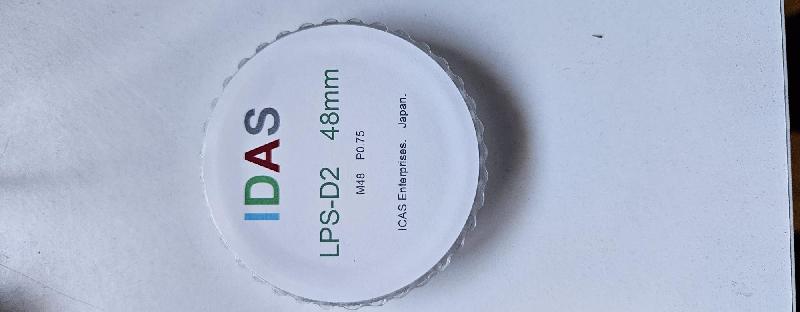 IDAS
LPS-D2 48mm
M48 P0.75
ICAS Enterprises. Japan.